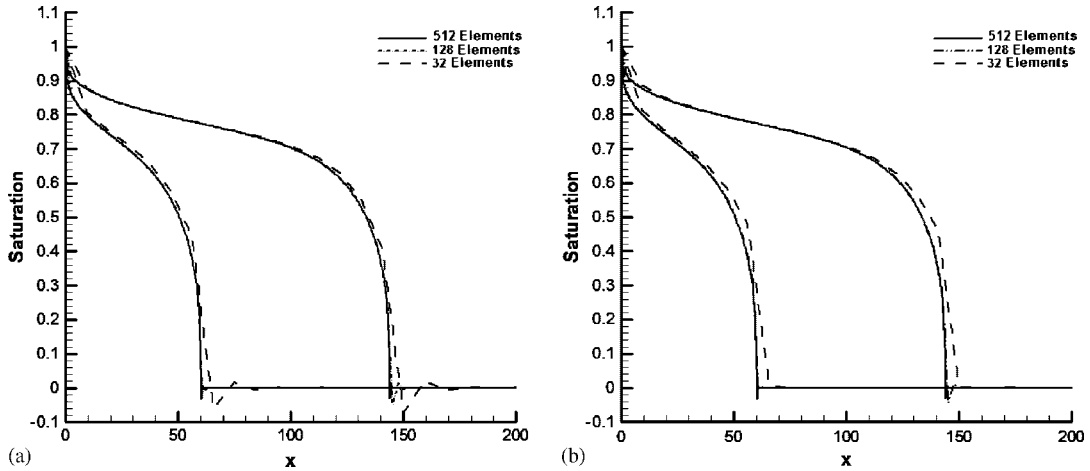 1.1
1
0.9
0.8
0.7
0.6
0.5
0.4
0.3
0.2
0.1
0
-0.1
Saturation
512 Elements
128 Elements
32 Elements
0 50 100 150 200
x
(a)
1.1
1
0.9
0.8
0.7
0.6
0.5
0.4
0.3
0.2
0.1
0
-0.1
Saturation
512 Elements
128 Elements
32 Elements
0 50 100 150 200
x
(b)